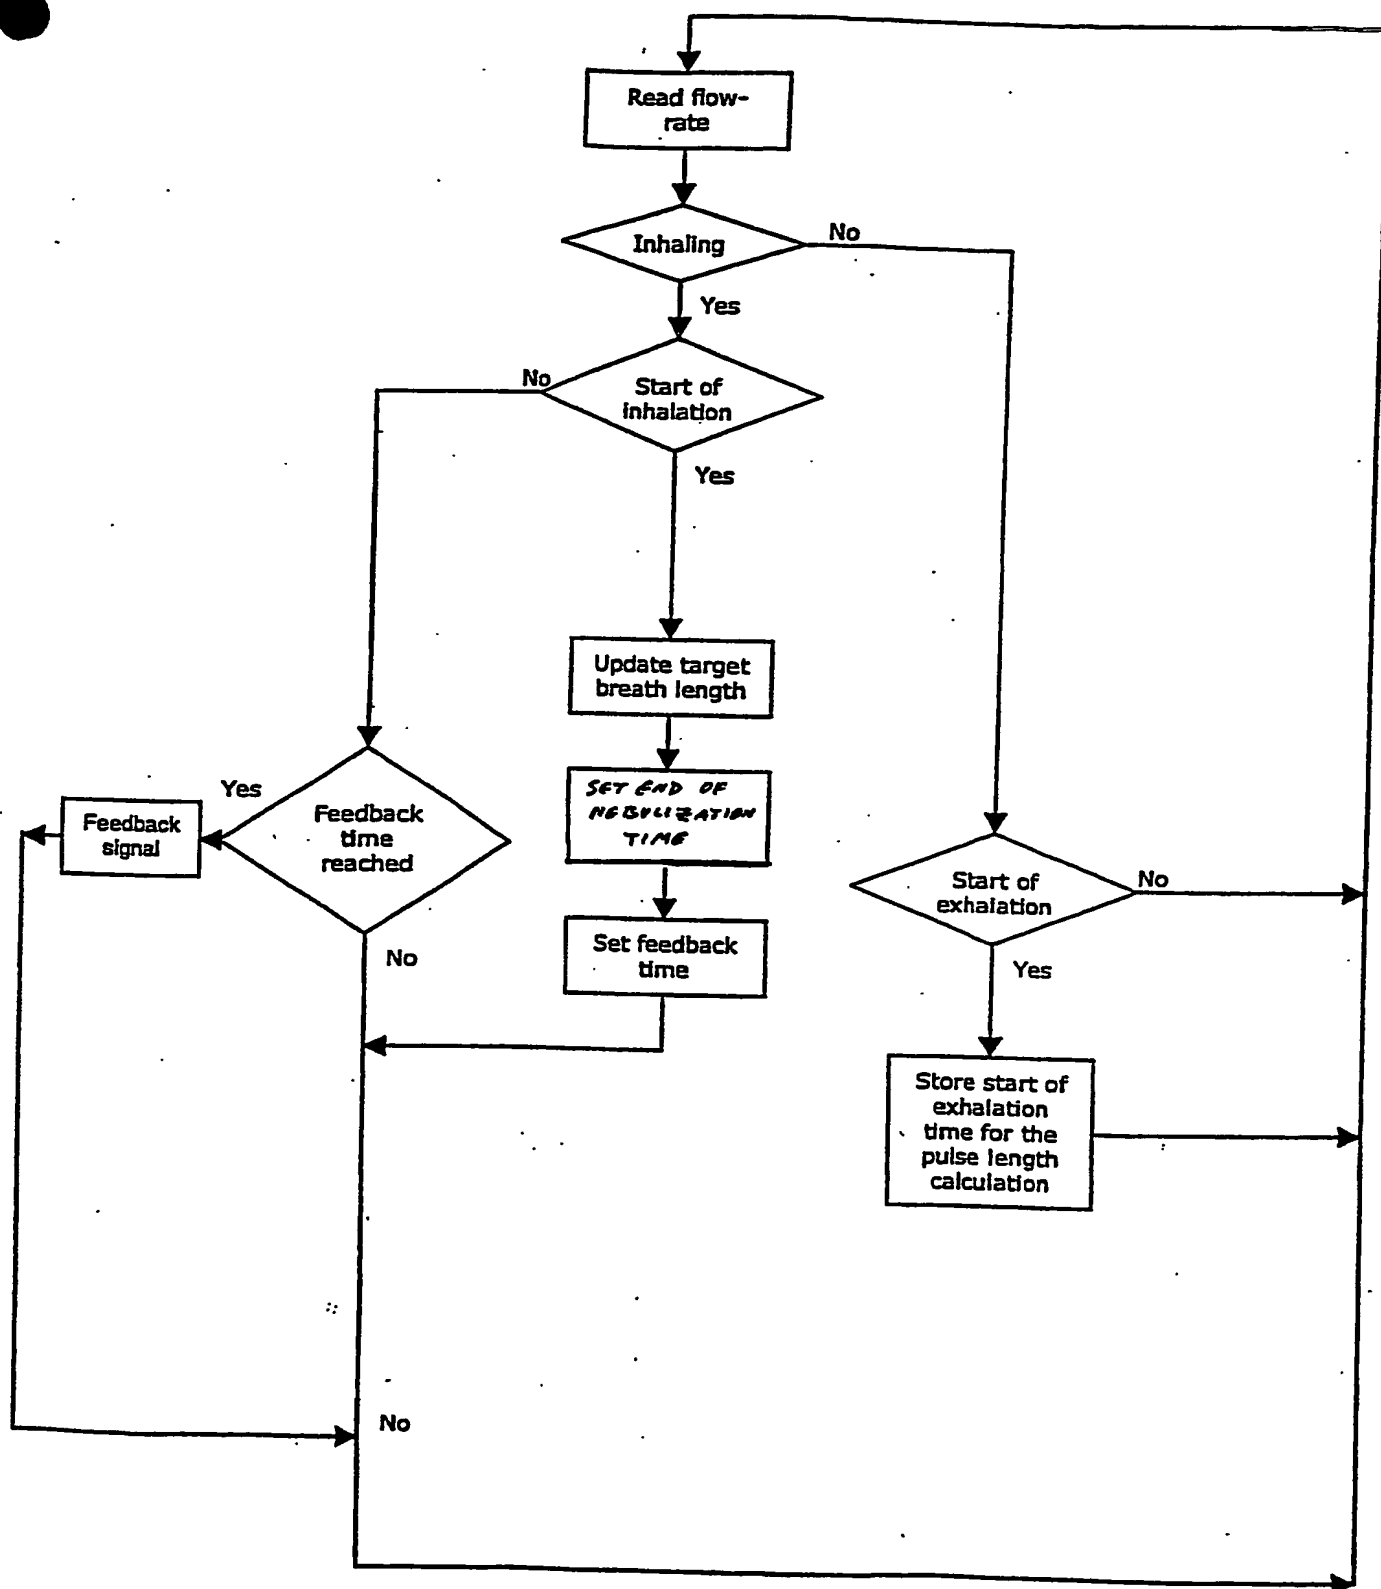 Read flow-
rate
Inhaling
No
Yes
No
Start of
inhalation
Yes
Update target
breath length
Yes
Feedback
signal
Feedback
time
reached
SET END OF
NEBULIZATION
TIME
Start of
exhalation
No
No
Set feedback
time
Yes
Store start of
exhalation
time for the
pulse length
calculation
No